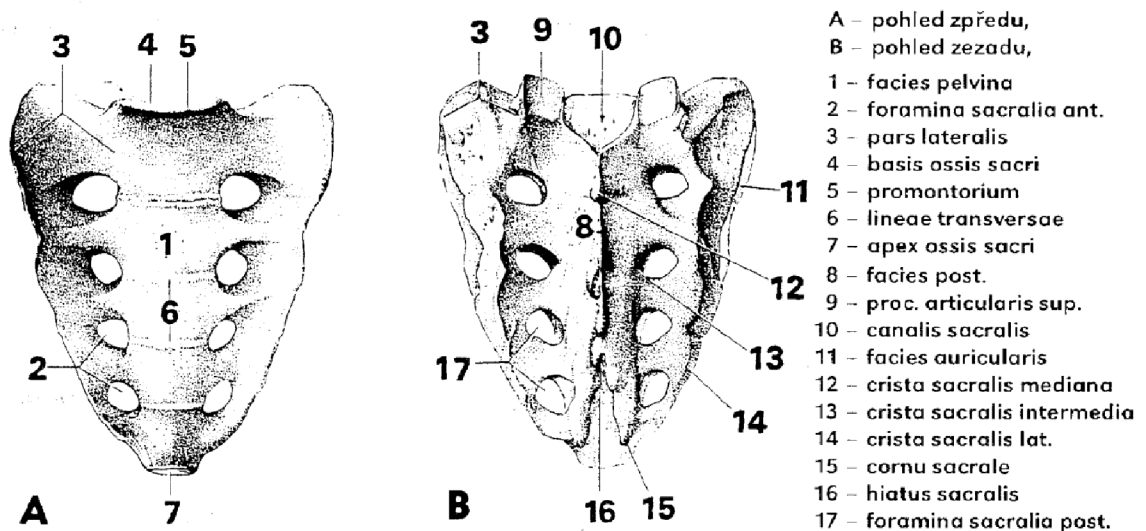 3 4 5
1
6
2
A 7
3 9 10
11
8
12
13
17
14
B 16 15
A – pohled zpředu,
B – pohled zezadu,
1 – facies pelvina
2 – foramina sacralia ant.
3 – pars lateralis
4 – basis ossis sacri
5 – promontorium
6 – lineae transversae
7 – apex ossis sacri
8 – facies post.
9 – proc. articularis sup.
10 – canalis sacralis
11 – facies auricularis
12 – crista sacralis mediana
13 – crista sacralis intermedia
14 – crista sacralis lat.
15 – cornu sacrale
16 – hiatus sacralis
17 – foramina sacralia post.